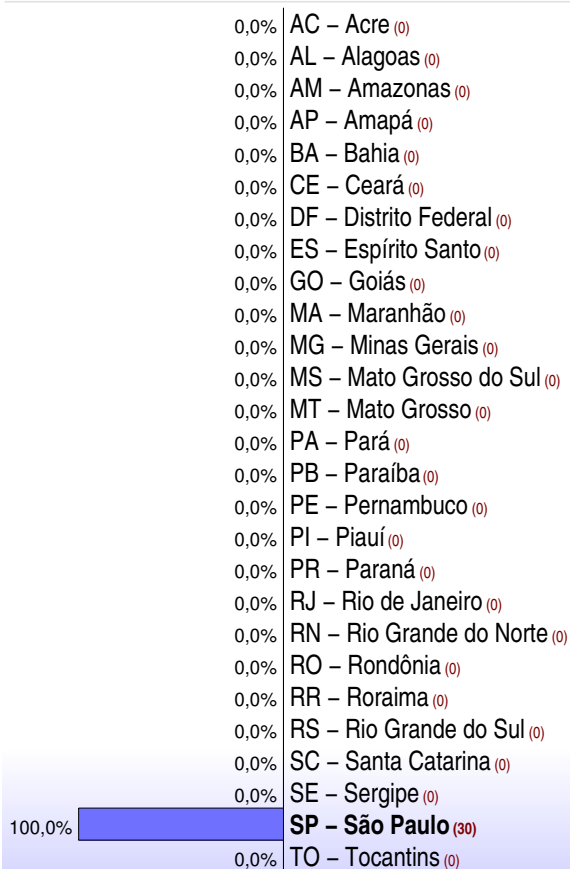 0,0% AC – Acre (0)
0,0% AL – Alagoas (0)
0,0% AM – Amazonas (0)
0,0% AP – Amapá (0)
0,0% BA – Bahia (0)
0,0% CE – Ceará (0)
0,0% DF – Distrito Federal (0)
0,0% ES – Espírito Santo (0)
0,0% GO – Goiás (0)
0,0% MA – Maranhão (0)
0,0% MG – Minas Gerais (0)
0,0% MS – Mato Grosso do Sul (0)
0,0% MT – Mato Grosso (0)
0,0% PA – Pará (0)
0,0% PB – Paraíba (0)
0,0% PE – Pernambuco (0)
0,0% PI – Piauí (0)
0,0% PR – Paraná (0)
0,0% RJ – Rio de Janeiro (0)
0,0% RN – Rio Grande do Norte (0)
0,0% RO – Rondônia (0)
0,0% RR – Roraima (0)
0,0% RS – Rio Grande do Sul (0)
0,0% SC – Santa Catarina (0)
0,0% SE – Sergipe (0)
100,0% SP – São Paulo (30)
0,0% TO – Tocantins (0)